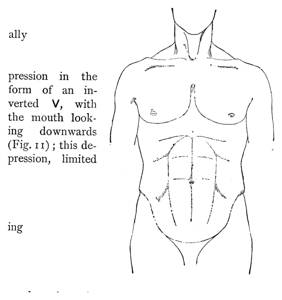 ally
pression in the
form of an in-
verted V, with
the mouth look-
ing downwards
(Fig. 11) ; this de-
pression, limited
ing